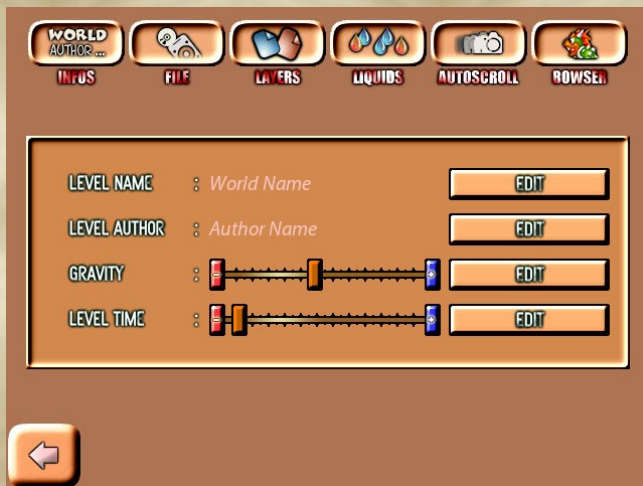 WORLD
AUTHOR ...
INFOS
FILE
LAYERS
LIQUIDS
AUTOSCROLL
BOWSER
LEVEL NAME : World Name EDIT
LEVEL AUTHOR : Author Name EDIT
GRAVITY : - + EDIT
LEVEL TIME : - + EDIT